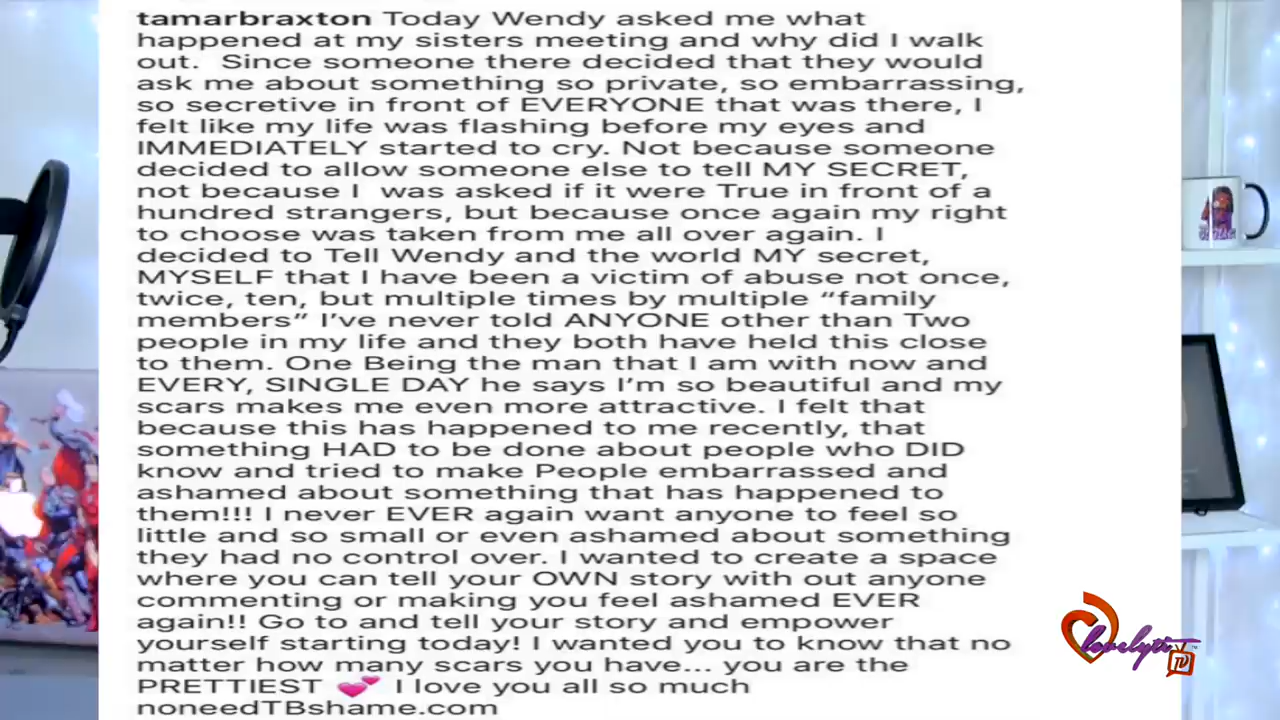 tamarbraxton Today Wendy asked me what
happened at my sisters meeting and why did I walk
out. Since someone there decided that they would
ask me about something so private, so embarrassing,
so secretive in front of EVERYONE that was there, I
felt like my life was flashing before my eyes and
IMMEDIATELY started to cry. Not because someone
decided to allow someone else to tell MY SECRET,
not because I was asked if it were True in front of a
hundred strangers, but because once again my right
to choose was taken from me all over again. I
decided to Tell Wendy and the world MY secret,
MYSELF that I have been a victim of abuse not once,
twice, ten, but multiple times by multiple “family
members” I’ve never told ANYONE other than Two
people in my life and they both have held this close
to them. One Being the man that I am with now and
EVERY, SINGLE DAY he says I’m so beautiful and my
scars makes me even more attractive. I felt that
because this has happened to me recently, that
something HAD to be done about people who DID
know and tried to make People embarrassed and
ashamed about something that has happened to
them!!! I never EVER again want anyone to feel so
little and so small or even ashamed about something
they had no control over. I wanted to create a space
where you can tell your OWN story with out anyone
commenting or making you feel ashamed EVER
again!! Go to and tell your story and empower
yourself starting today! I wanted you to know that no
matter how many scars you have... you are the
PRETTIEST 💕 I love you all so much
noneedTBshame.com
lovelyti
TV